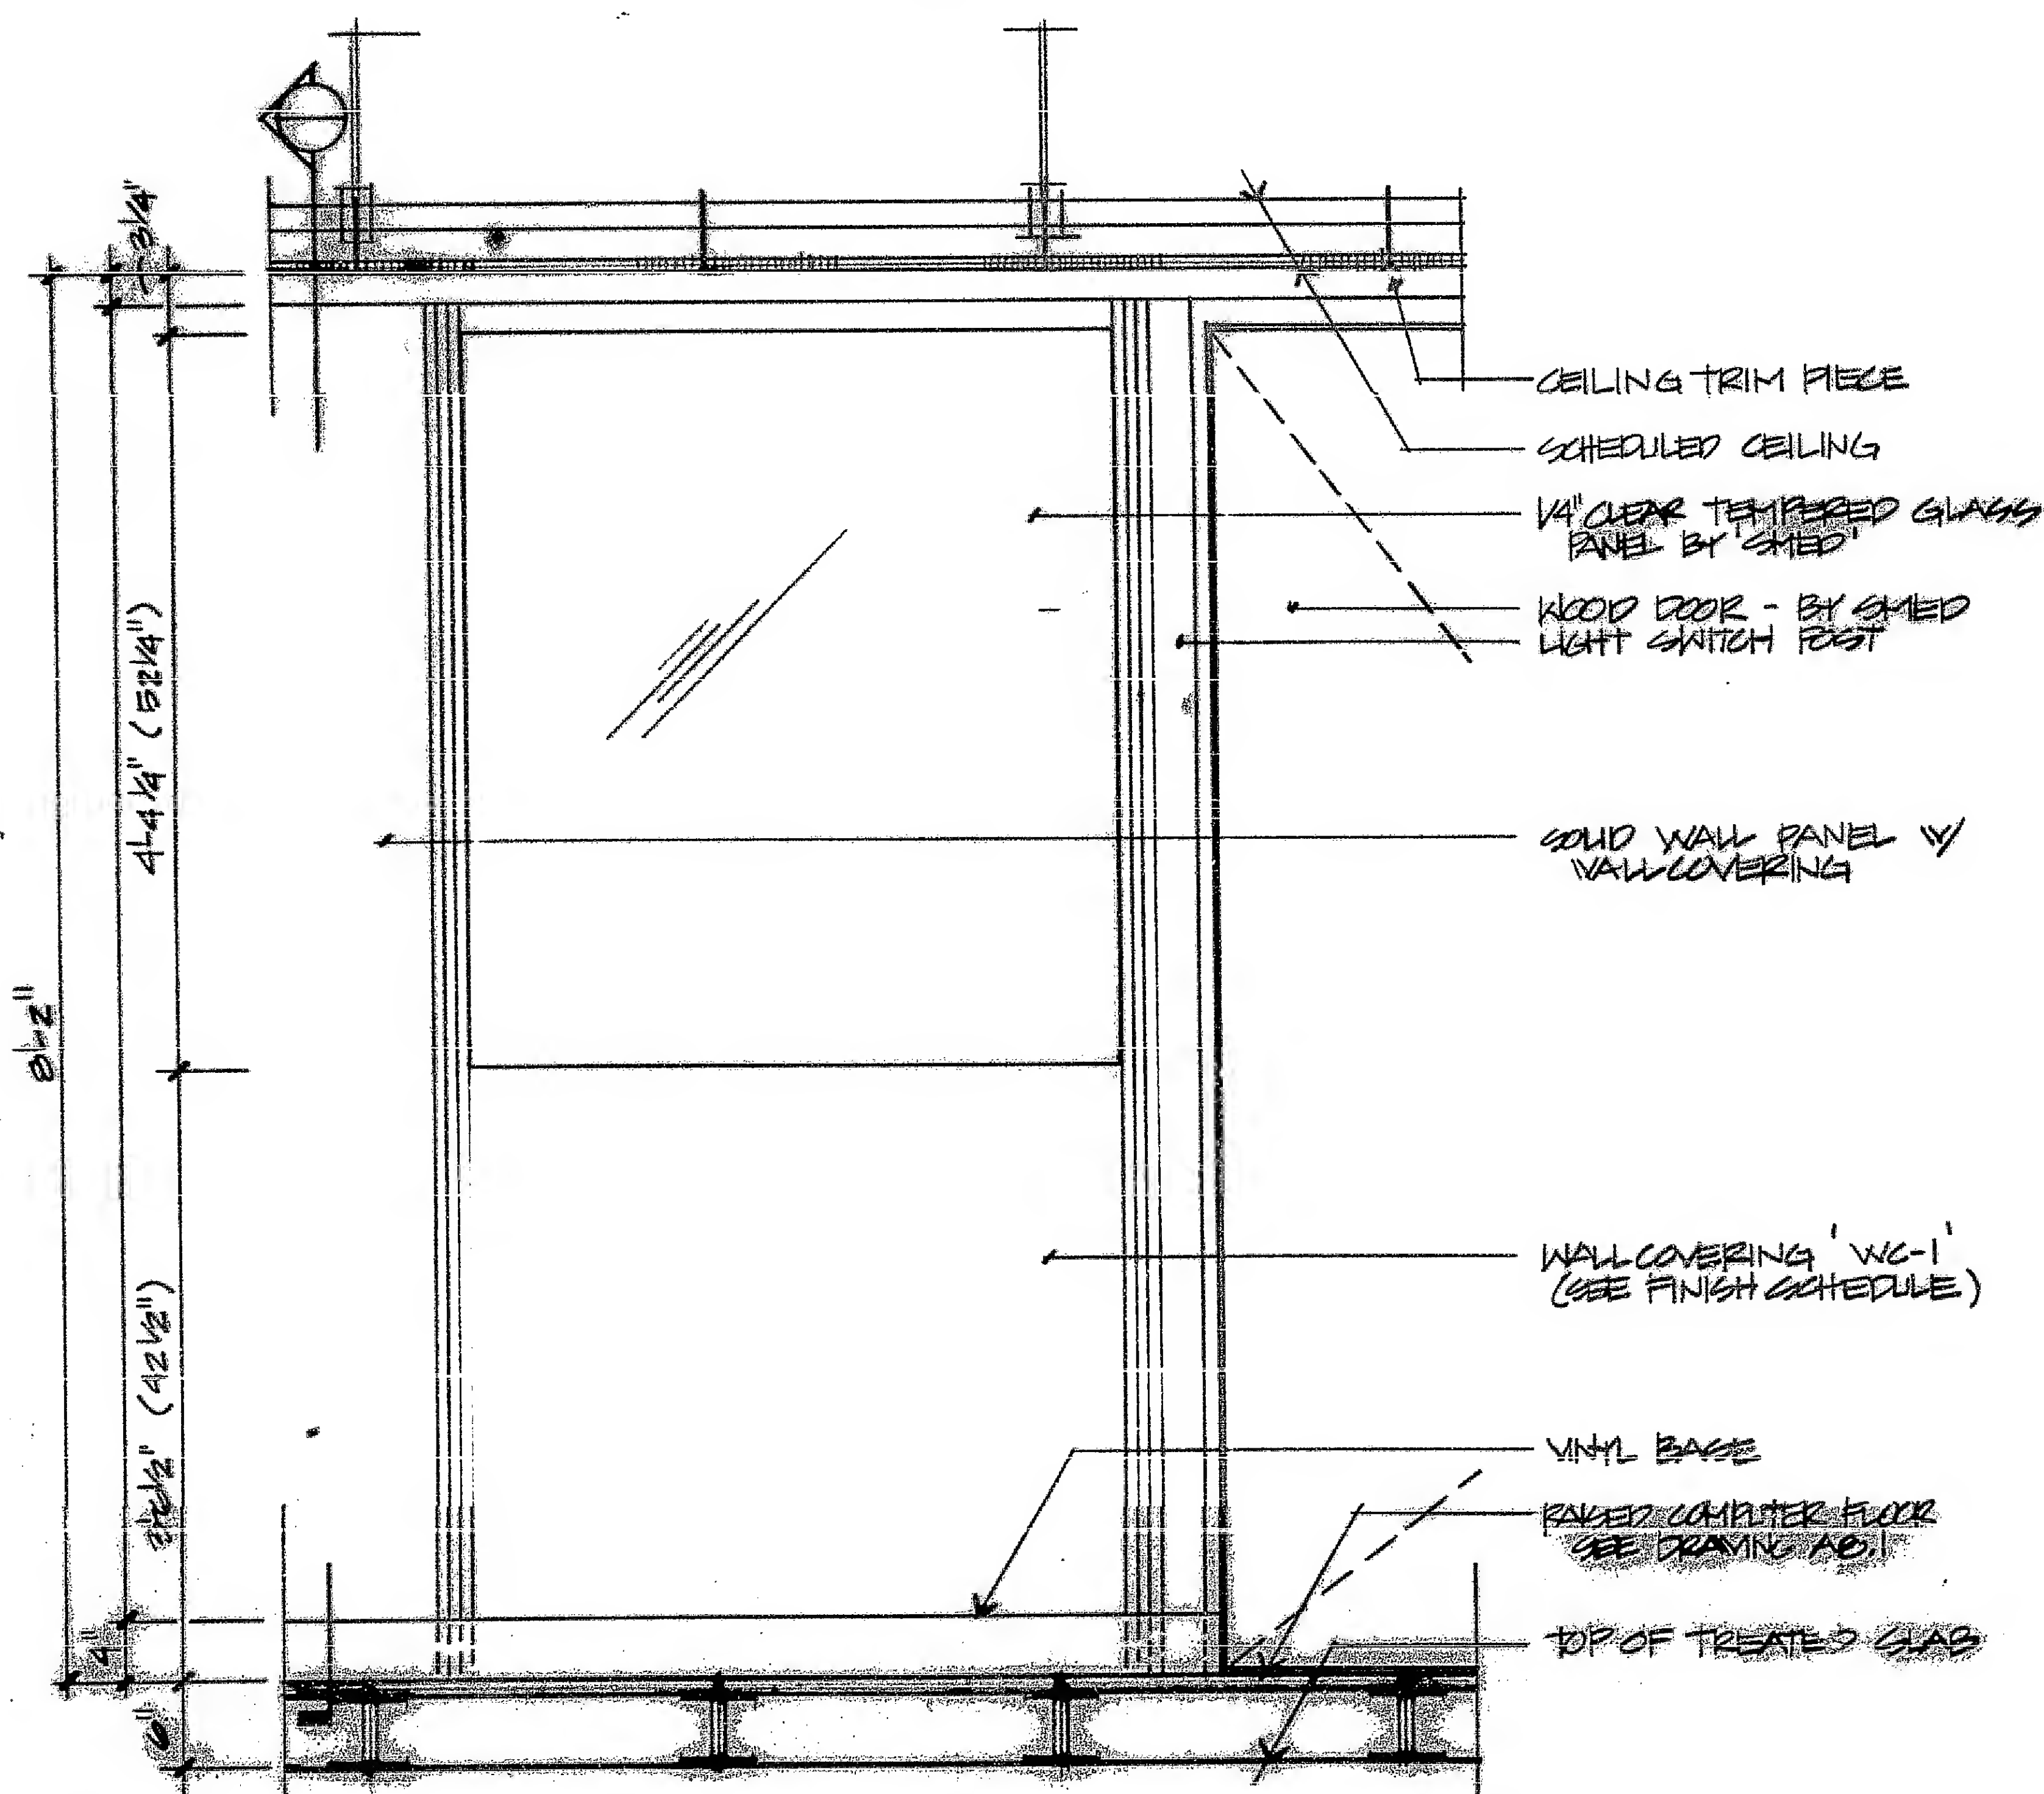 1 3/4"
CEILING TRIM PIECE
SCHEDULED CEILING
1/4" CLEAR TEMPERED GLASS
PANEL BY 'SMED'
WOOD DOOR - BY SMED
LIGHT SWITCH POST
4'-4 1/4" (52 1/4")
SOLID WALL PANEL W/
WALLCOVERING
8'-2"
WALLCOVERING 'WC-1'
(SEE FINISH SCHEDULE)
3'-6 1/2" (42 1/2")
VINYL BASE
RAISED COMPUTER FLOOR
SEE DRAWING A8.1
4"
TOP OF TREATED SLAB
6"